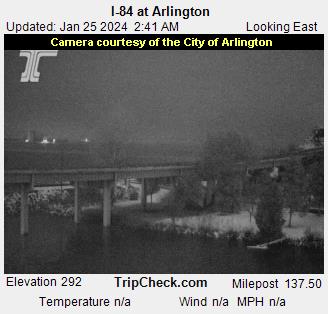 I-84 at Arlington
Updated: Jan 25 2024 2:41 AM Looking East
Camera courtesy of the City of Arlington
Elevation 292 TripCheck.com Milepost 137.50
Temperature n/a Wind n/a MPH n/a